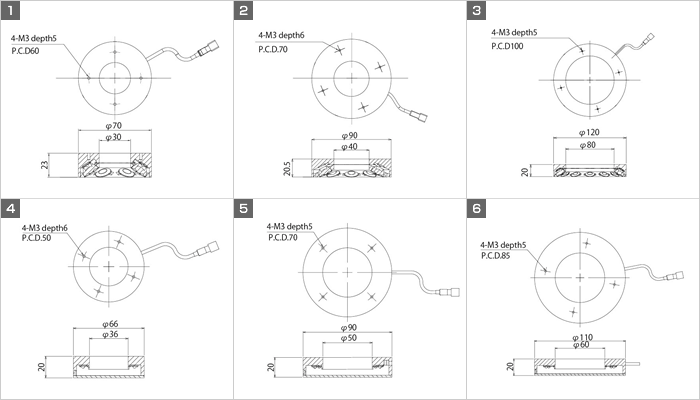 1
4-M3 depth5
P.C.D60
φ70
φ30
23
2
4-M3 depth6
P.C.D.70
φ90
φ40
20.5
3
4-M3 depth5
P.C.D100
φ120
φ80
20
4
4-M3 depth6
P.C.D.50
φ66
φ36
20
5
4-M3 depth5
P.C.D.70
φ90
φ50
20
6
4-M3 depth5
P.C.D.85
φ110
φ60
20